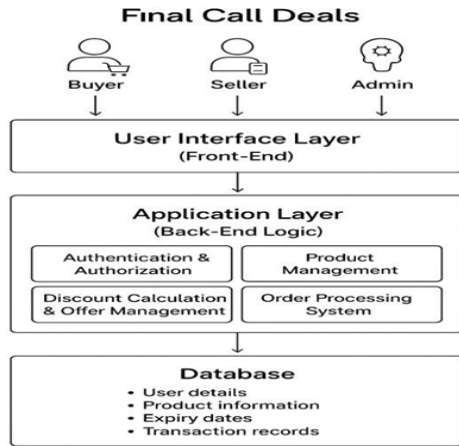 Final Call Deals
Buyer
Seller
Admin
User Interface Layer
(Front-End)
Application Layer
(Back-End Logic)
Authentication &
Authorization
Product
Management
Discount Calculation
& Offer Management
Order Processing
System
Database
• User details
• Product information
• Expiry dates
• Transaction records